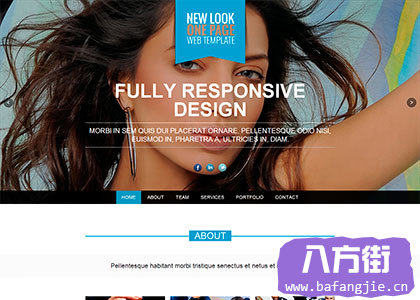 NEW LOOK
ONE PAGE
WEB TEMPLATE
FULLY RESPONSIVE
DESIGN
MORBI IN SEM QUIS DUI PLACERAT ORNARE. PELLENTESQUE ODIO NISI,
EUISMOD IN, PHARETRA A, ULTRICIES IN, DIAM.
HOME ABOUT TEAM SERVICES PORTFOLIO CONTACT
ABOUT
Pellentesque habitant morbi tristique senectus et netus et
八方街
www.bafangjie.cn